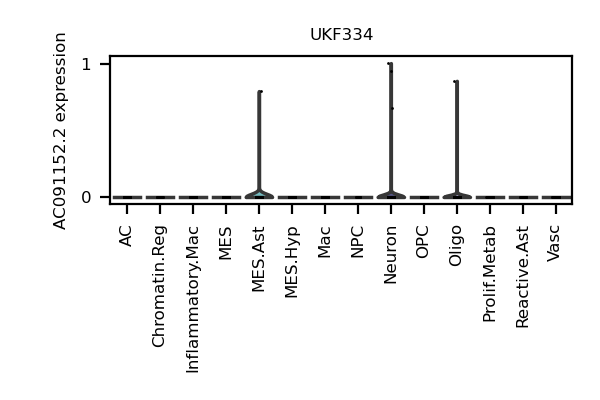 UKF334
AC091152.2 expression
1
0
AC
Chromatin.Reg
Inflammatory.Mac
MES
MES.Ast
MES.Hyp
Mac
NPC
Neuron
OPC
Oligo
Prolif.Metab
Reactive.Ast
Vasc